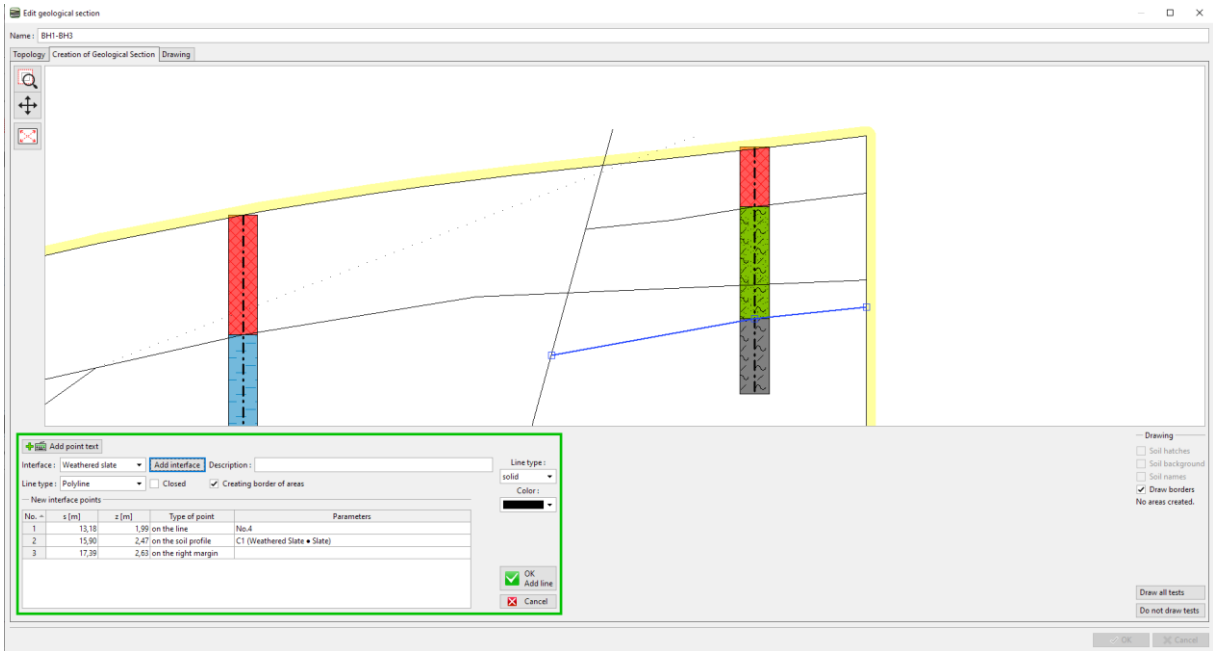 Edit geological section
Name : BH1-BH3
Topology Creation of Geological Section Drawing
Add point text
Interface : Weathered slate Add interface Description :
Line type : Polyline Closed Creating border of areas
New interface points
No. s [m] z [m] Type of point Parameters
1 13,18 1,99 on the line No.4
2 15,90 2,47 on the soil profile C1 (Weathered Slate ● Slate)
3 17,39 2,63 on the right margin
Line type :
solid
Color :
OK
Add line
Cancel
Drawing
Soil hatches
Soil background
Soil names
Draw borders
No areas created.
Draw all tests
Do not draw tests
OK Cancel